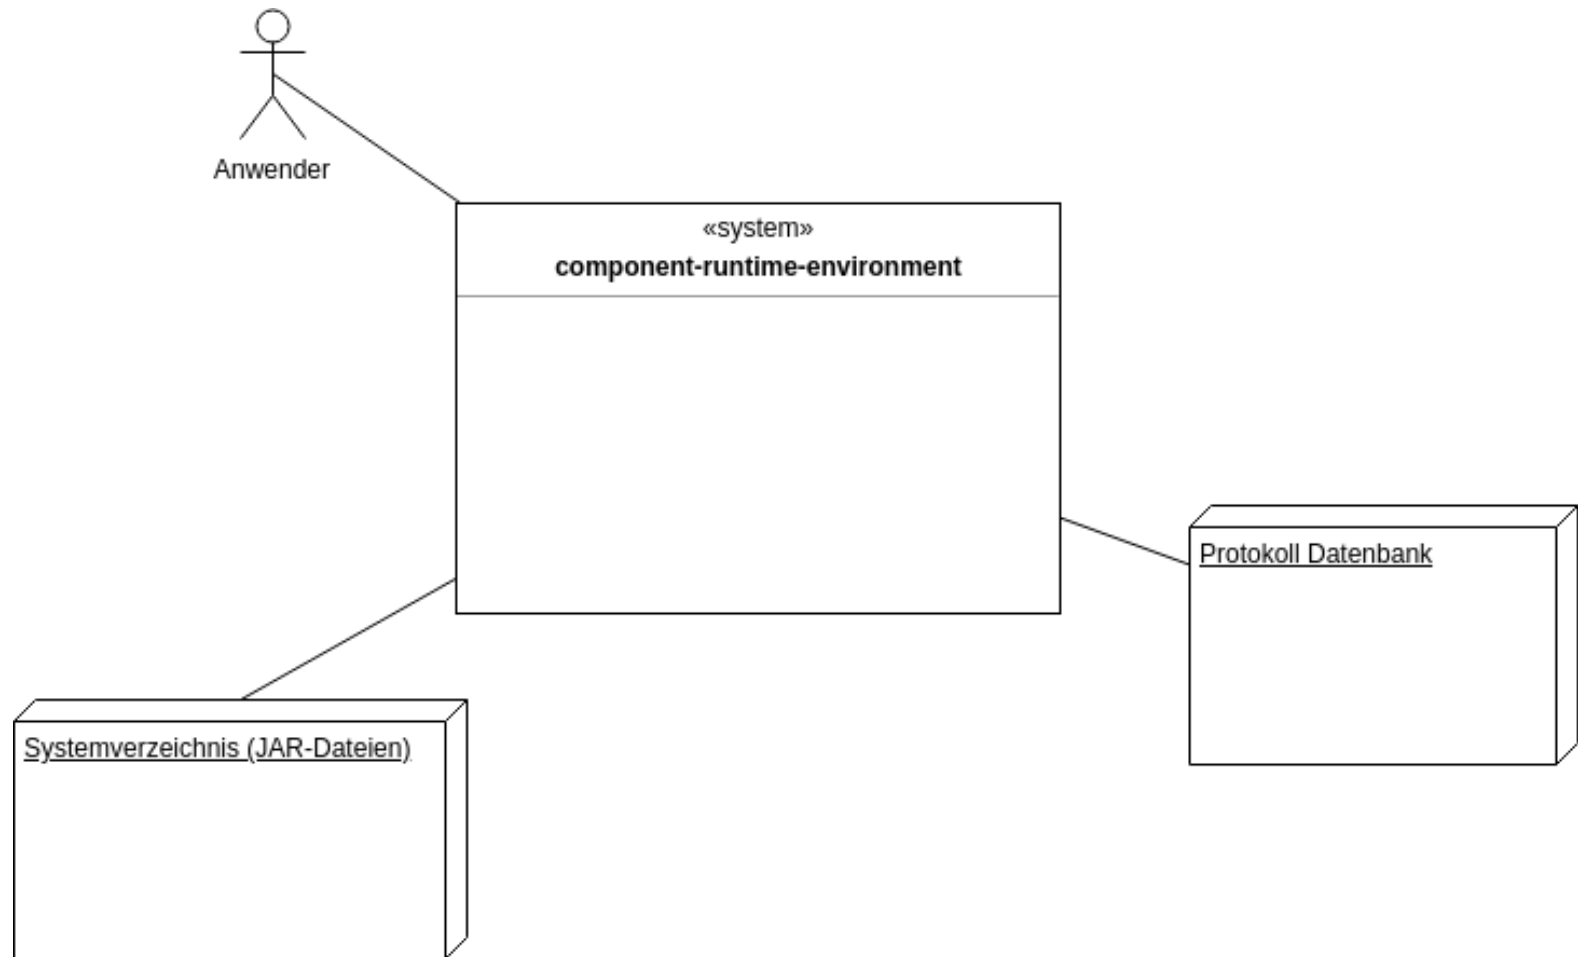 Anwender
«system»
component-runtime-environment
Protokoll Datenbank
Systemverzeichnis (JAR-Dateien)